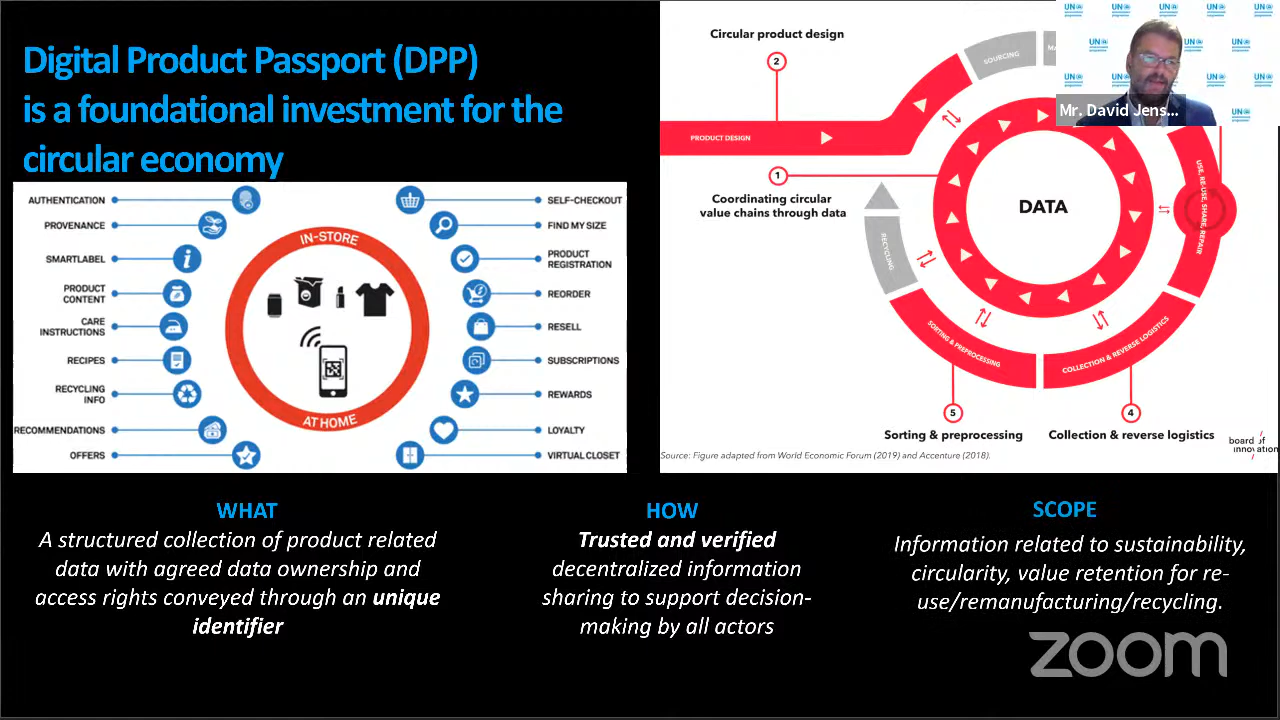 Digital Product Passport (DPP)
is a foundational investment for the
circular economy
AUTHENTICATION
PROVENANCE
SMARTLABEL
PRODUCT
CONTENT
CARE
INSTRUCTIONS
RECIPES
RECYCLING
INFO
RECOMMENDATIONS
OFFERS
IN-STORE
AT HOME
SELF-CHECKOUT
FIND MY SIZE
PRODUCT
REGISTRATION
REORDER
RESELL
SUBSCRIPTIONS
REWARDS
LOYALTY
VIRTUAL CLOSET
Circular product design
2
PRODUCT DESIGN
1
Coordinating circular
value chains through data
SOURCING
DATA
USE, RE-USE, SHARE, REPAIR
RECYCLING
SORTING & PREPROCESSING
COLLECTION & REVERSE LOGISTICS
5
Sorting & preprocessing
4
Collection & reverse logistics
Source: Figure adapted from World Economic Forum (2019) and Accenture (2018).
board of
innovation
UN
UN
UN
UN
UN
UN
UN
Mr. David Jens...
WHAT
A structured collection of product related
data with agreed data ownership and
access rights conveyed through an unique
identifier
HOW
Trusted and verified
decentralized information
sharing to support decision-
making by all actors
SCOPE
Information related to sustainability,
circularity, value retention for re-
use/remanufacturing/recycling.
zoom